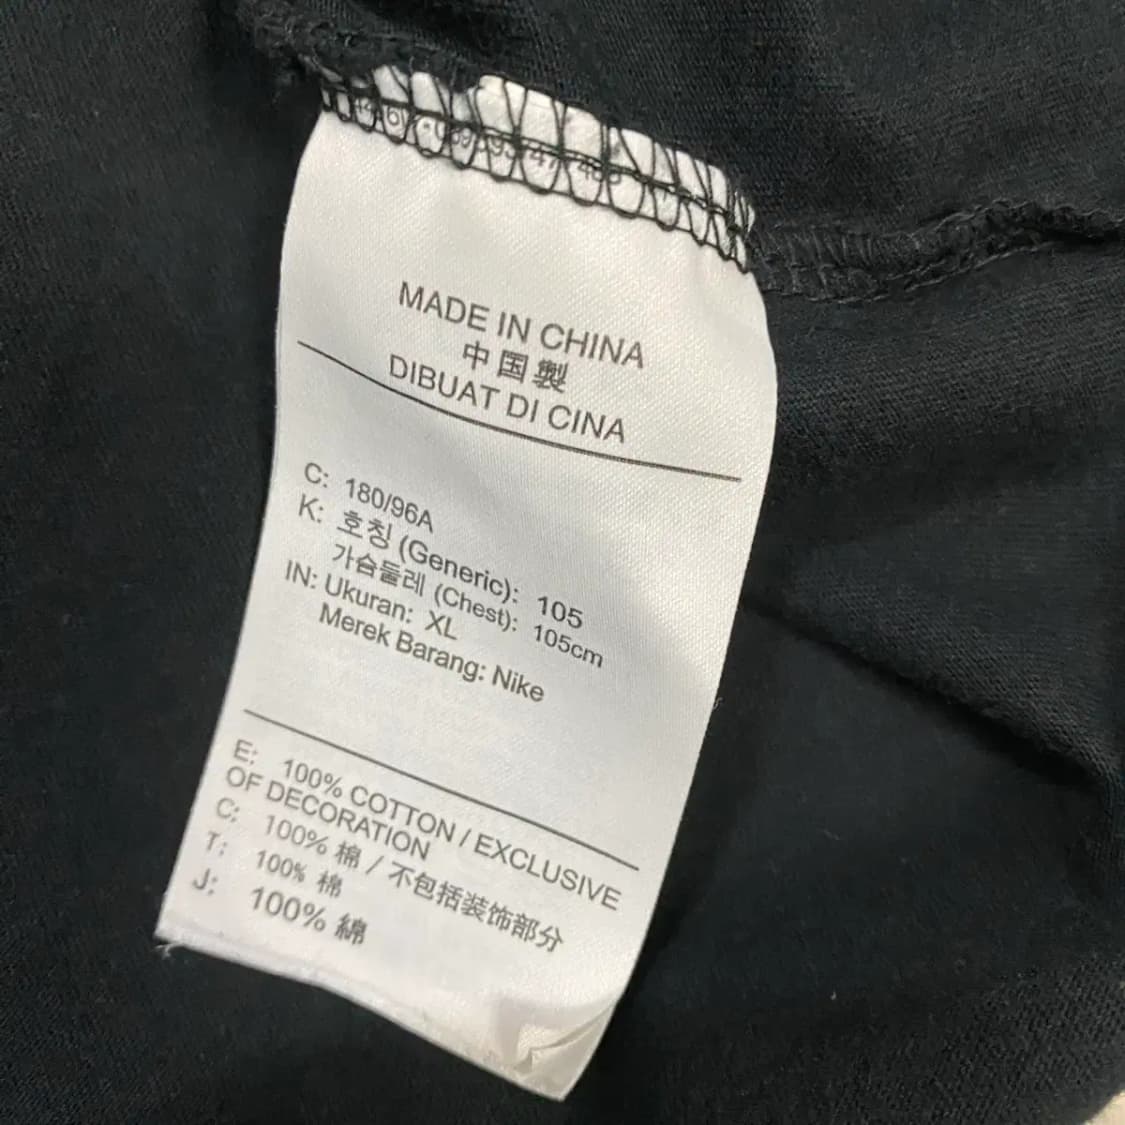 MADE IN CHINA
中国製
DIBUAT DI CINA
C: 180/96A
K: 호칭 (Generic): 105
가슴둘레 (Chest): 105cm
IN: Ukuran: XL
Merek Barang: Nike
E: 100% COTTON / EXCLUSIVE
OF DECORATION
C: 100% 棉 / 不包括装饰部分
T: 100% 棉
J: 100% 綿